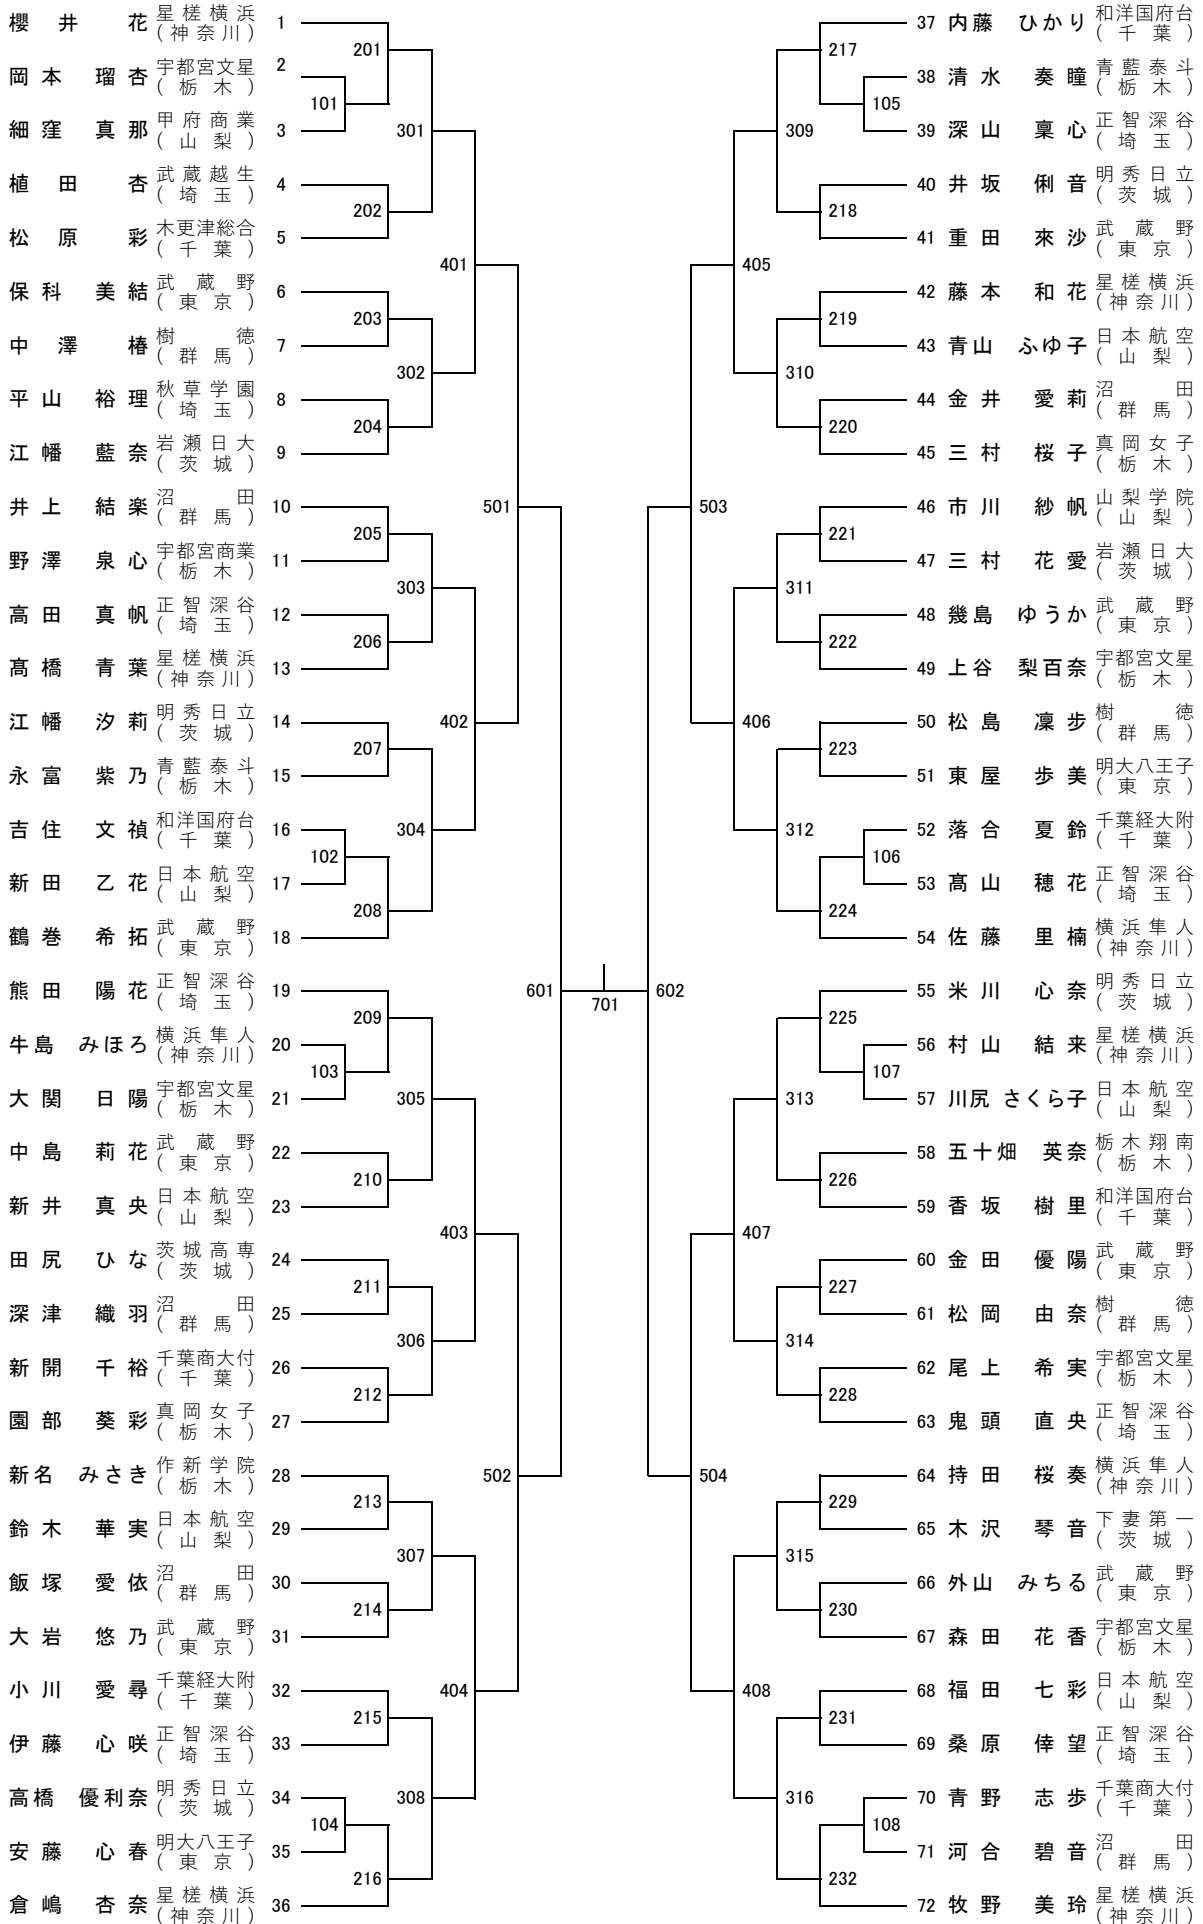 櫻井 花 星槎横浜 (神奈川) 1
岡本 瑠杏 宇都宮文星 (栃木) 2
細窪 真那 甲府商業 (山梨) 3
植田 杏 武蔵越生 (埼玉) 4
松原 彩 木更津総合 (千葉) 5
保科 美結 武蔵野 (東京) 6
中澤 椿 樹徳 (群馬) 7
平山 裕理 秋草学園 (埼玉) 8
江幡 藍奈 岩瀬日大 (茨城) 9
井上 結楽 沼田 (群馬) 10
野澤 泉心 宇都宮商業 (栃木) 11
高田 真帆 正智深谷 (埼玉) 12
髙橋 青葉 星槎横浜 (神奈川) 13
江幡 汐莉 明秀日立 (茨城) 14
永富 紫乃 青藍泰斗 (栃木) 15
吉住 文禎 和洋国府台 (千葉) 16
新田 乙花 日本航空 (山梨) 17
鶴巻 希拓 武蔵野 (東京) 18
熊田 陽花 正智深谷 (埼玉) 19
牛島 みほろ 横浜隼人 (神奈川) 20
大関 日陽 宇都宮文星 (栃木) 21
中島 莉花 武蔵野 (東京) 22
新井 真央 日本航空 (山梨) 23
田尻 ひな 茨城高専 (茨城) 24
深津 織羽 沼田 (群馬) 25
新開 千裕 千葉商大付 (千葉) 26
園部 葵彩 真岡女子 (栃木) 27
新名 みさき 作新学院 (栃木) 28
鈴木 華実 日本航空 (山梨) 29
飯塚 愛依 沼田 (群馬) 30
大岩 悠乃 武蔵野 (東京) 31
小川 愛尋 千葉経大附 (千葉) 32
伊藤 心咲 正智深谷 (埼玉) 33
高橋 優利奈 明秀日立 (茨城) 34
安藤 心春 明大八王子 (東京) 35
倉嶋 杏奈 星槎横浜 (神奈川) 36
101
102
103
104
201
202
203
204
205
206
207
208
209
210
211
212
213
214
215
216
301
302
303
304
305
306
307
308
401
402
403
404
501
502
601
701
602
503
504
405
406
407
408
309
310
311
312
313
314
315
316
217
218
219
220
221
222
223
224
225
226
227
228
229
230
231
232
105
106
107
108
37 内藤 ひかり 和洋国府台 (千葉)
38 清水 奏瞳 青藍泰斗 (栃木)
39 深山 稟心 正智深谷 (埼玉)
40 井坂 俐音 明秀日立 (茨城)
41 重田 來沙 武蔵野 (東京)
42 藤本 和花 星槎横浜 (神奈川)
43 青山 ふゆ子 日本航空 (山梨)
44 金井 愛莉 沼田 (群馬)
45 三村 桜子 真岡女子 (栃木)
46 市川 紗帆 山梨学院 (山梨)
47 三村 花愛 岩瀬日大 (茨城)
48 幾島 ゆうか 武蔵野 (東京)
49 上谷 梨百奈 宇都宮文星 (栃木)
50 松島 凜歩 樹徳 (群馬)
51 東屋 歩美 明大八王子 (東京)
52 落合 夏鈴 千葉経大附 (千葉)
53 髙山 穂花 正智深谷 (埼玉)
54 佐藤 里楠 横浜隼人 (神奈川)
55 米川 心奈 明秀日立 (茨城)
56 村山 結来 星槎横浜 (神奈川)
57 川尻 さくら子 日本航空 (山梨)
58 五十畑 英奈 栃木翔南 (栃木)
59 香坂 樹里 和洋国府台 (千葉)
60 金田 優陽 武蔵野 (東京)
61 松岡 由奈 樹徳 (群馬)
62 尾上 希実 宇都宮文星 (栃木)
63 鬼頭 直央 正智深谷 (埼玉)
64 持田 桜奏 横浜隼人 (神奈川)
65 木沢 琴音 下妻第一 (茨城)
66 外山 みちる 武蔵野 (東京)
67 森田 花香 宇都宮文星 (栃木)
68 福田 七彩 日本航空 (山梨)
69 桑原 倖望 正智深谷 (埼玉)
70 青野 志歩 千葉商大付 (千葉)
71 河合 碧音 沼田 (群馬)
72 牧野 美玲 星槎横浜 (神奈川)